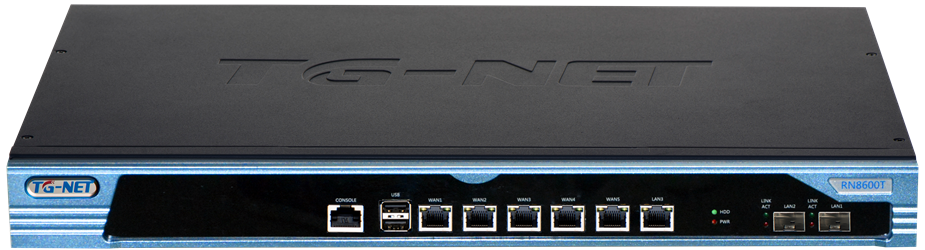 TG-NET
TG-NET
RN8600T
CONSOLE
USB
WAN1
WAN2
WAN3
WAN4
WAN5
LAN3
HDD
PWR
LINK
ACT
LAN2
LINK
ACT
LAN1